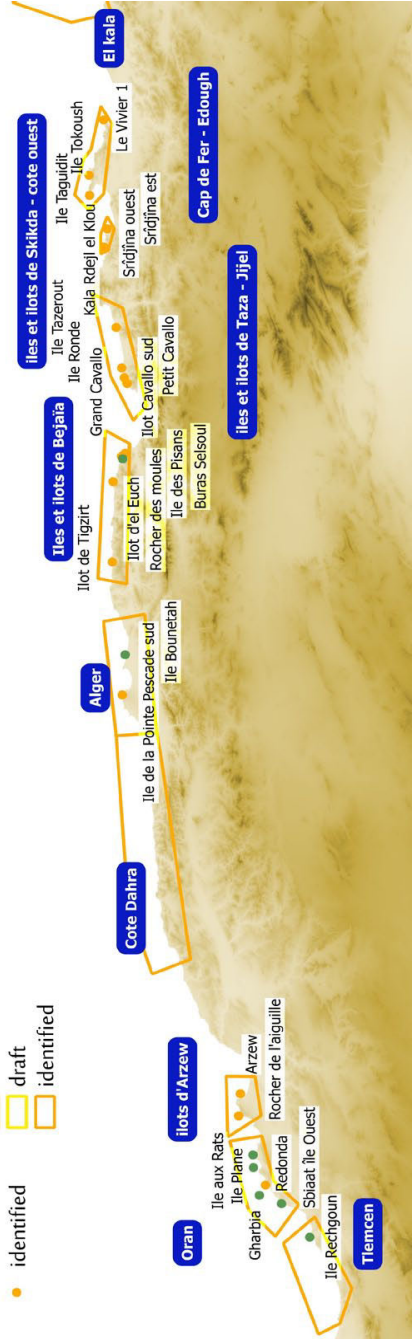 identified
draft
identified
Tlemcen
Ile Rechgoun
Oran
Sbiaat île Ouest
Redonda
Gharbia
Ile Plane
Ile aux Rats
ilots d'Arzew
Rocher de l'aiguille
Arzew
Cote Dahra
Alger
Ile de la Pointe Pescade sud
Ile Bounetah
Iles et ilots de Bejaïa
Ilot de Tigzirt
Ilot d'el Euch
Rocher des moules
Ile des Pisans
Buras Selsoul
iles et ilots de Taza - Jijel
Grand Cavallo
Ile Ronde
Ile Tazerout
Ilot Cavallo sud
Petit Cavallo
iles et ilots de Skikda - cote ouest
Kala Rdejl el Klou
Srîdjîna ouest
Srîdjîna est
Cap de Fer - Edough
Ile Taguidit
Ile Tokoush
Le Vivier 1
El kala